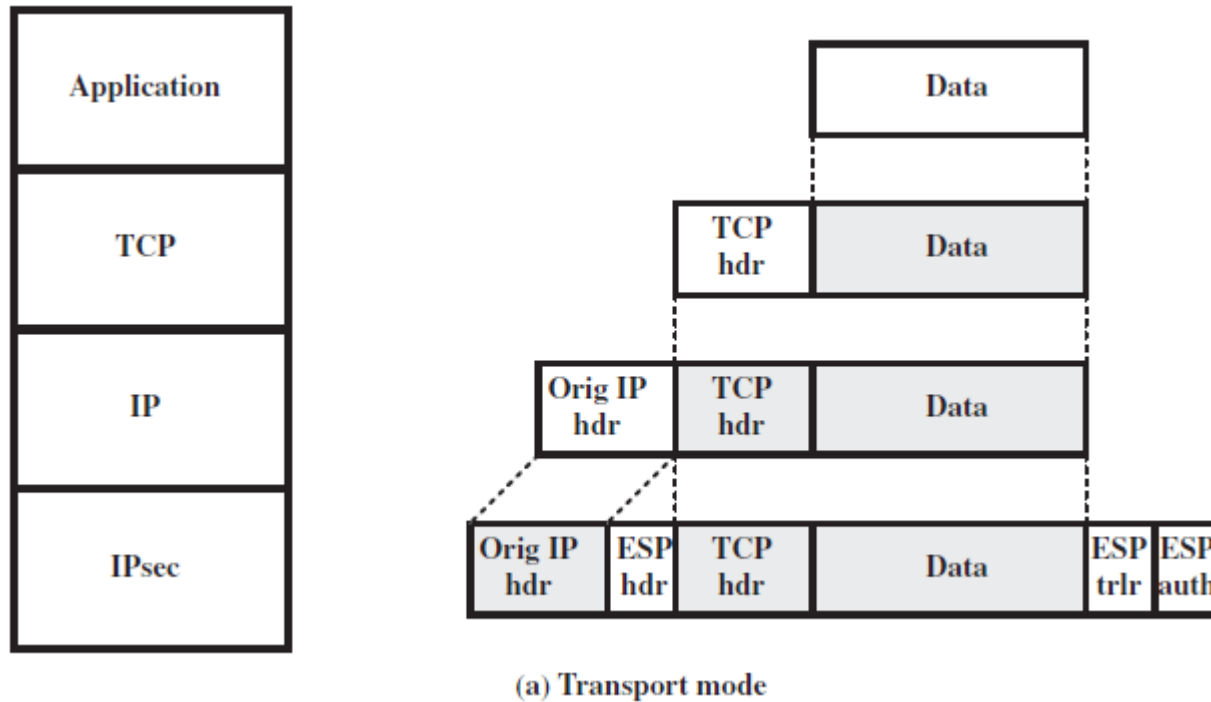 Application
Data
TCP
TCP
hdr
Data
IP
Orig IP
hdr
TCP
hdr
Data
IPsec
Orig IP
hdr
ESP
hdr
TCP
hdr
Data
ESP
trlr
ESP
auth
(a) Transport mode